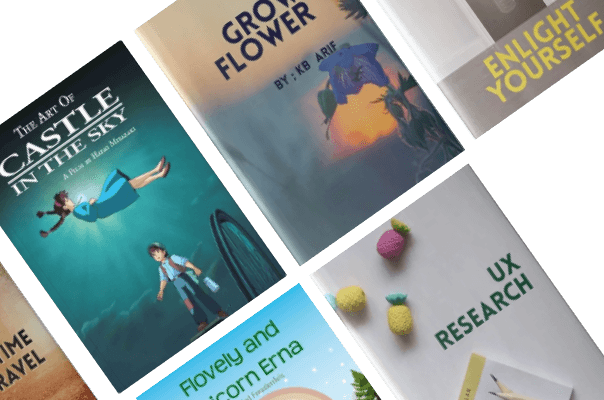 GROW
FLOWER
BY : KB ARIF
ENLIGHT
YOURSELF
THE ART OF
CASTLE
IN THE SKY
A FILM BY HAYAO MIYAZAKI
UX
RESEARCH
TIME
RAVEL
Flovely and
icorn Erna